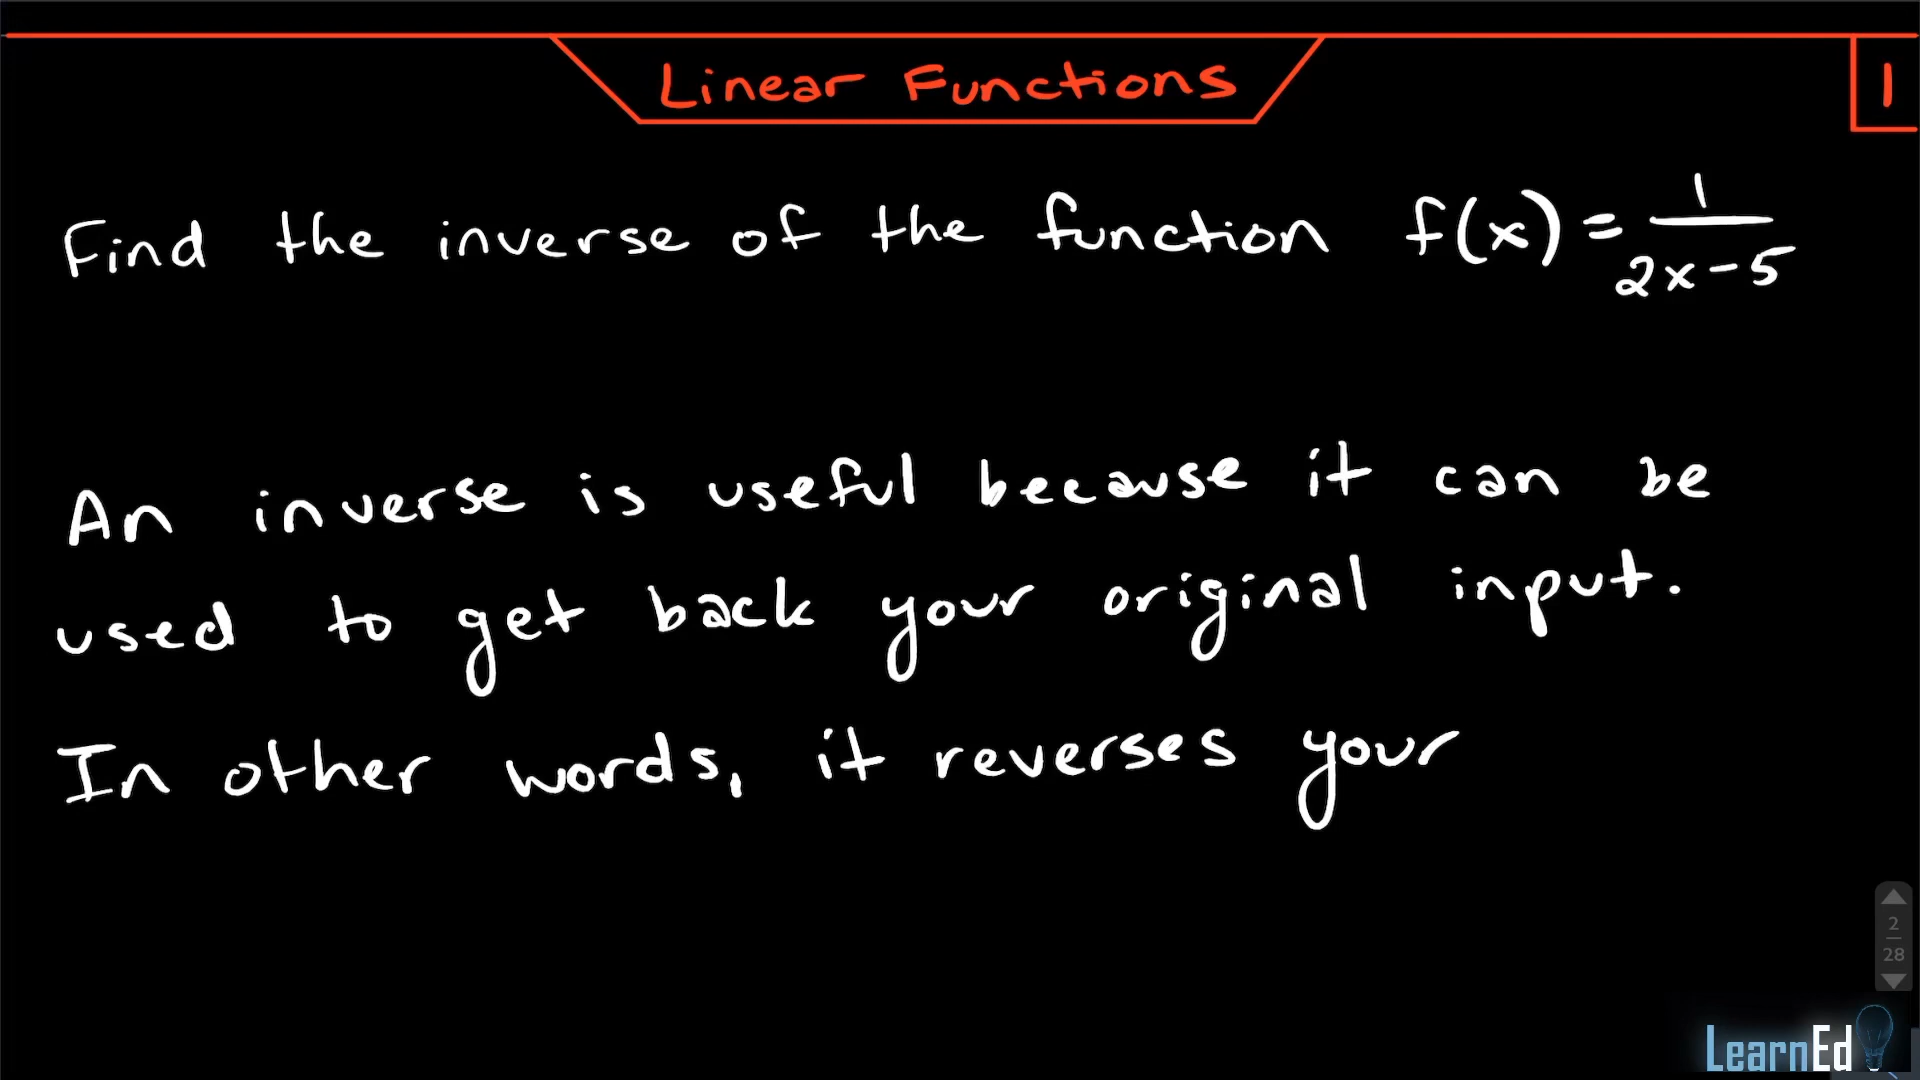 Linear Functions
1
Find the inverse of the function f(x) = 1/(2x-5)
An inverse is useful because it can be
used to get back your original input.
In other words, it reverses your
2
28
LearnEd